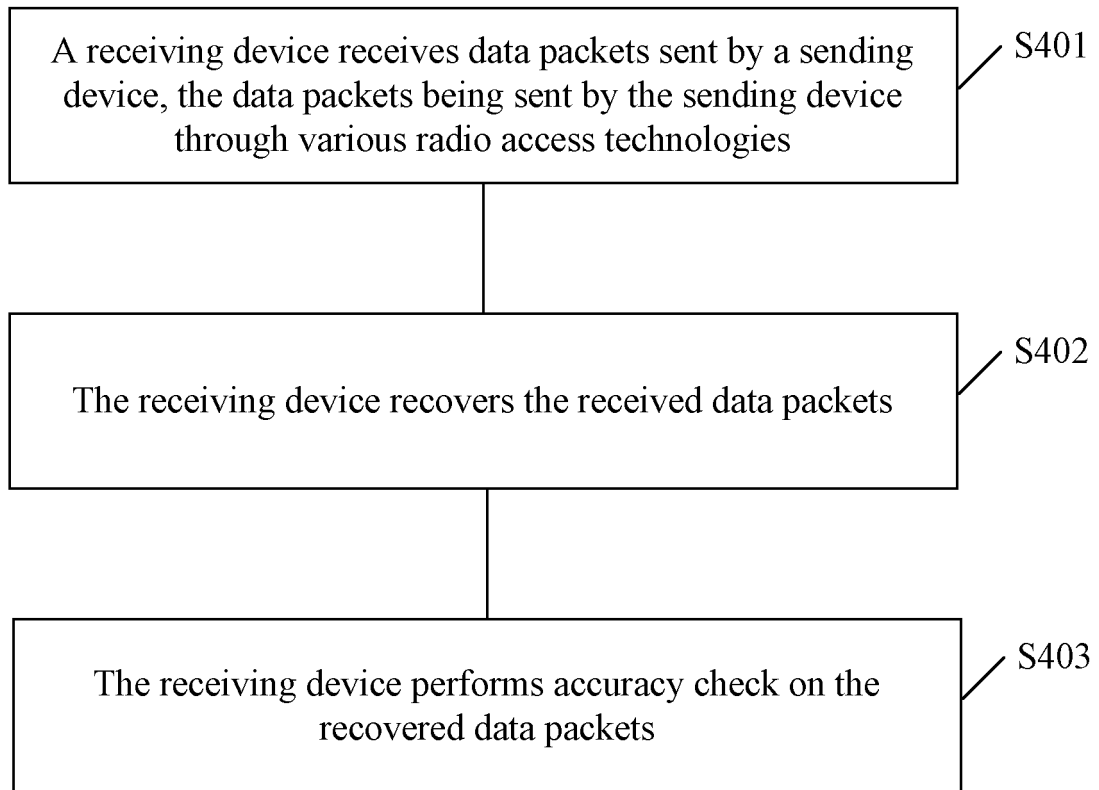 A receiving device receives data packets sent by a sending
device, the data packets being sent by the sending device
through various radio access technologies
S401
The receiving device recovers the received data packets
S402
The receiving device performs accuracy check on the
recovered data packets
S403